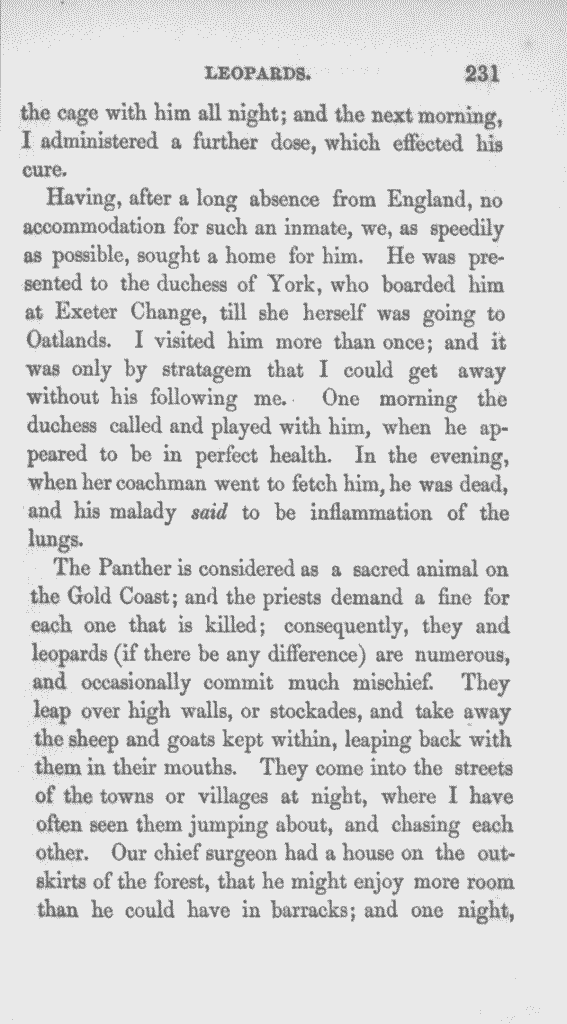 LEOPARDS. 231
the cage with him all night; and the next morning,
I administered a further dose, which effected his
cure.
Having, after a long absence from England, no
accommodation for such an inmate, we, as speedily
as possible, sought a home for him. He was pre-
sented to the duchess of York, who boarded him
at Exeter Change, till she herself was going to
Oatlands. I visited him more than once; and it
was only by stratagem that I could get away
without his following me. One morning the
duchess called and played with him, when he ap-
peared to be in perfect health. In the evening,
when her coachman went to fetch him, he was dead,
and his malady said to be inflammation of the
lungs.
The Panther is considered as a sacred animal on
the Gold Coast; and the priests demand a fine for
each one that is killed; consequently, they and
leopards (if there be any difference) are numerous,
and occasionally commit much mischief. They
leap over high walls, or stockades, and take away
the sheep and goats kept within, leaping back with
them in their mouths. They come into the streets
of the towns or villages at night, where I have
often seen them jumping about, and chasing each
other. Our chief surgeon had a house on the out-
skirts of the forest, that he might enjoy more room
than he could have in barracks; and one night,